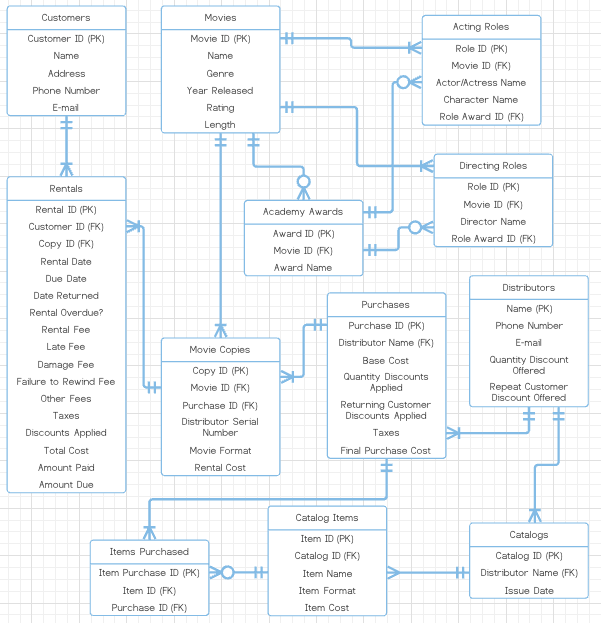 Customers
Customer ID (PK)
Name
Address
Phone Number
E-mail
Movies
Movie ID (PK)
Name
Genre
Year Released
Rating
Length
Acting Roles
Role ID (PK)
Movie ID (FK)
Actor/Actress Name
Character Name
Role Award ID (FK)
Directing Roles
Role ID (PK)
Movie ID (FK)
Director Name
Role Award ID (FK)
Rentals
Rental ID (PK)
Customer ID (FK)
Copy ID (FK)
Rental Date
Due Date
Date Returned
Rental Overdue?
Rental Fee
Late Fee
Damage Fee
Failure to Rewind Fee
Other Fees
Taxes
Discounts Applied
Total Cost
Amount Paid
Amount Due
Academy Awards
Award ID (PK)
Movie ID (FK)
Award Name
Distributors
Name (PK)
Phone Number
E-mail
Quantity Discount
Offered
Repeat Customer
Discount Offered
Purchases
Purchase ID (PK)
Distributor Name (FK)
Base Cost
Quantity Discounts
Applied
Returning Customer
Discounts Applied
Taxes
Final Purchase Cost
Movie Copies
Copy ID (PK)
Movie ID (FK)
Purchase ID (FK)
Distributor Serial
Number
Movie Format
Rental Cost
Items Purchased
Item Purchase ID (PK)
Item ID (FK)
Purchase ID (FK)
Catalog Items
Item ID (PK)
Catalog ID (FK)
Item Name
Item Format
Item Cost
Catalogs
Catalog ID (PK)
Distributor Name (FK)
Issue Date